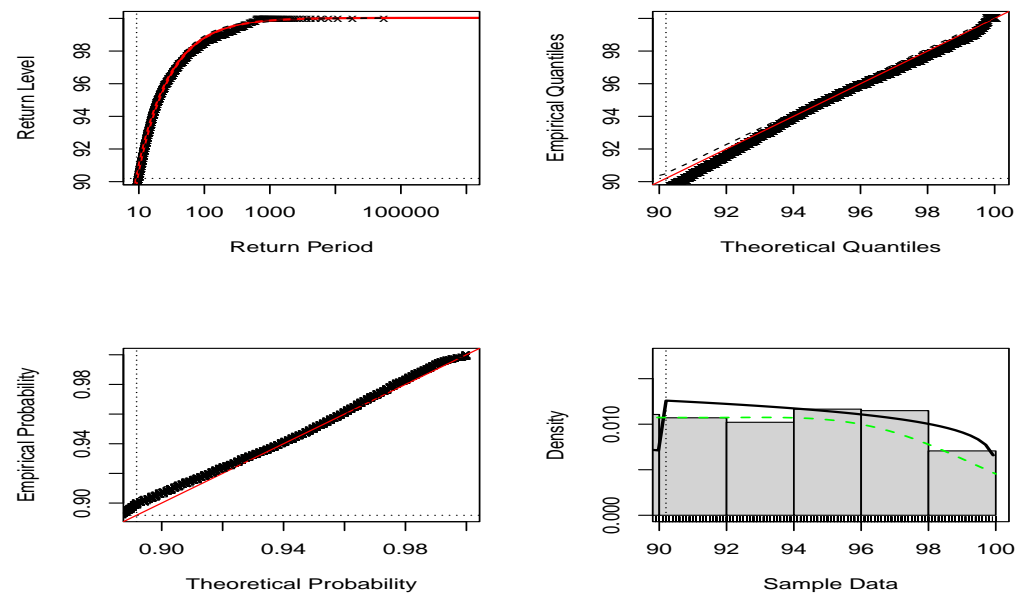 Return Level
90 92 94 96 98
10 100 1000 100000
Return Period
Empirical Quantiles
90 92 94 96 98
90 92 94 96 98 100
Theoretical Quantiles
Empirical Probability
0.90 0.94 0.98
0.90 0.94 0.98
Theoretical Probability
Density
0.000 0.010
90 92 94 96 98 100
Sample Data